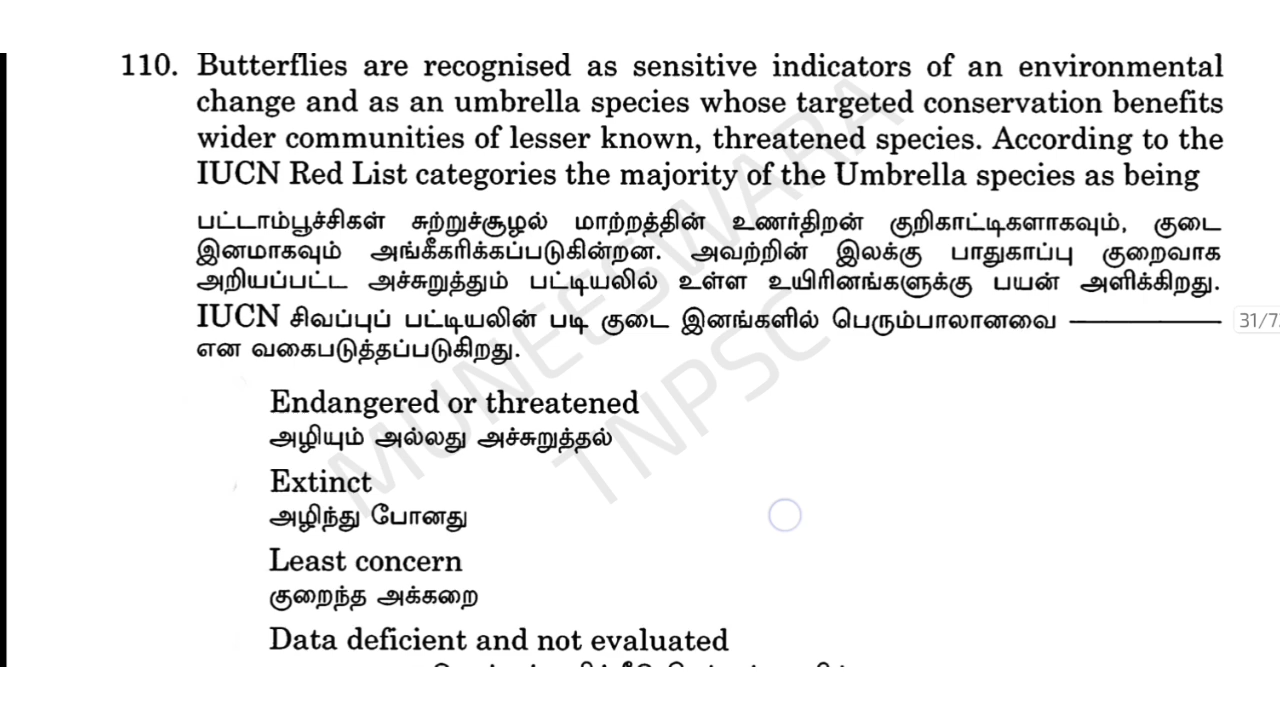 110. Butterflies are recognised as sensitive indicators of an environmental
change and as an umbrella species whose targeted conservation benefits
wider communities of lesser known, threatened species. According to the
IUCN Red List categories the majority of the Umbrella species as being
பட்டாம்பூச்சிகள் சுற்றுச்சூழல் மாற்றத்தின் உணர்திறன் குறிகாட்டிகளாகவும், குடை
இனமாகவும் அங்கீகரிக்கப்படுகின்றன. அவற்றின் இலக்கு பாதுகாப்பு குறைவாக
அறியப்பட்ட அச்சுறுத்தும் பட்டியலில் உள்ள உயிரினங்களுக்கு பயன் அளிக்கிறது.
IUCN சிவப்புப் பட்டியலின் படி குடை இனங்களில் பெரும்பாலானவை ––––––––––
என வகைபடுத்தப்படுகிறது.
31/7
Endangered or threatened
அழியும் அல்லது அச்சுறுத்தல்
Extinct
அழிந்து போனது
Least concern
குறைந்த அக்கறை
Data deficient and not evaluated
MUNEESWARA
TNPSC